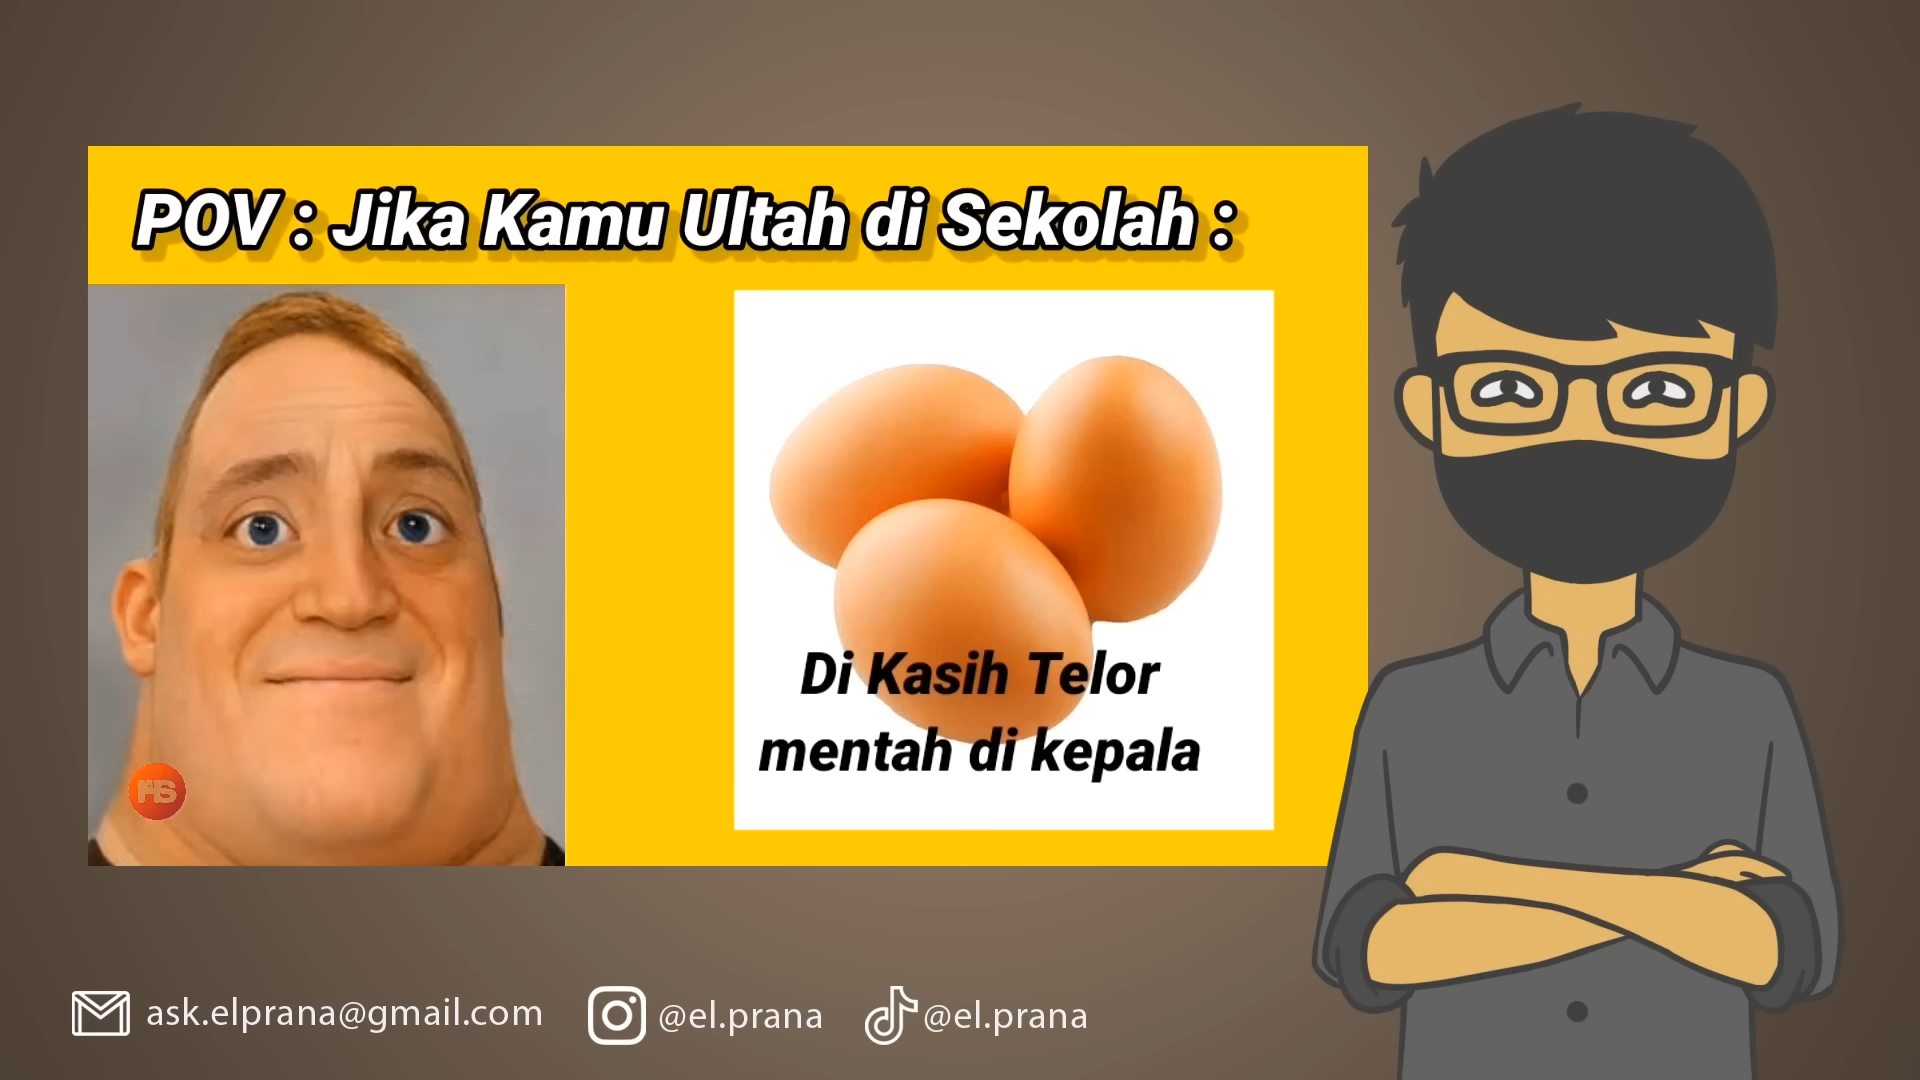 POV : Jika Kamu Ultah di Sekolah :
Di Kasih Telor
mentah di kepala
HS
ask.elprana@gmail.com
@el.prana
@el.prana